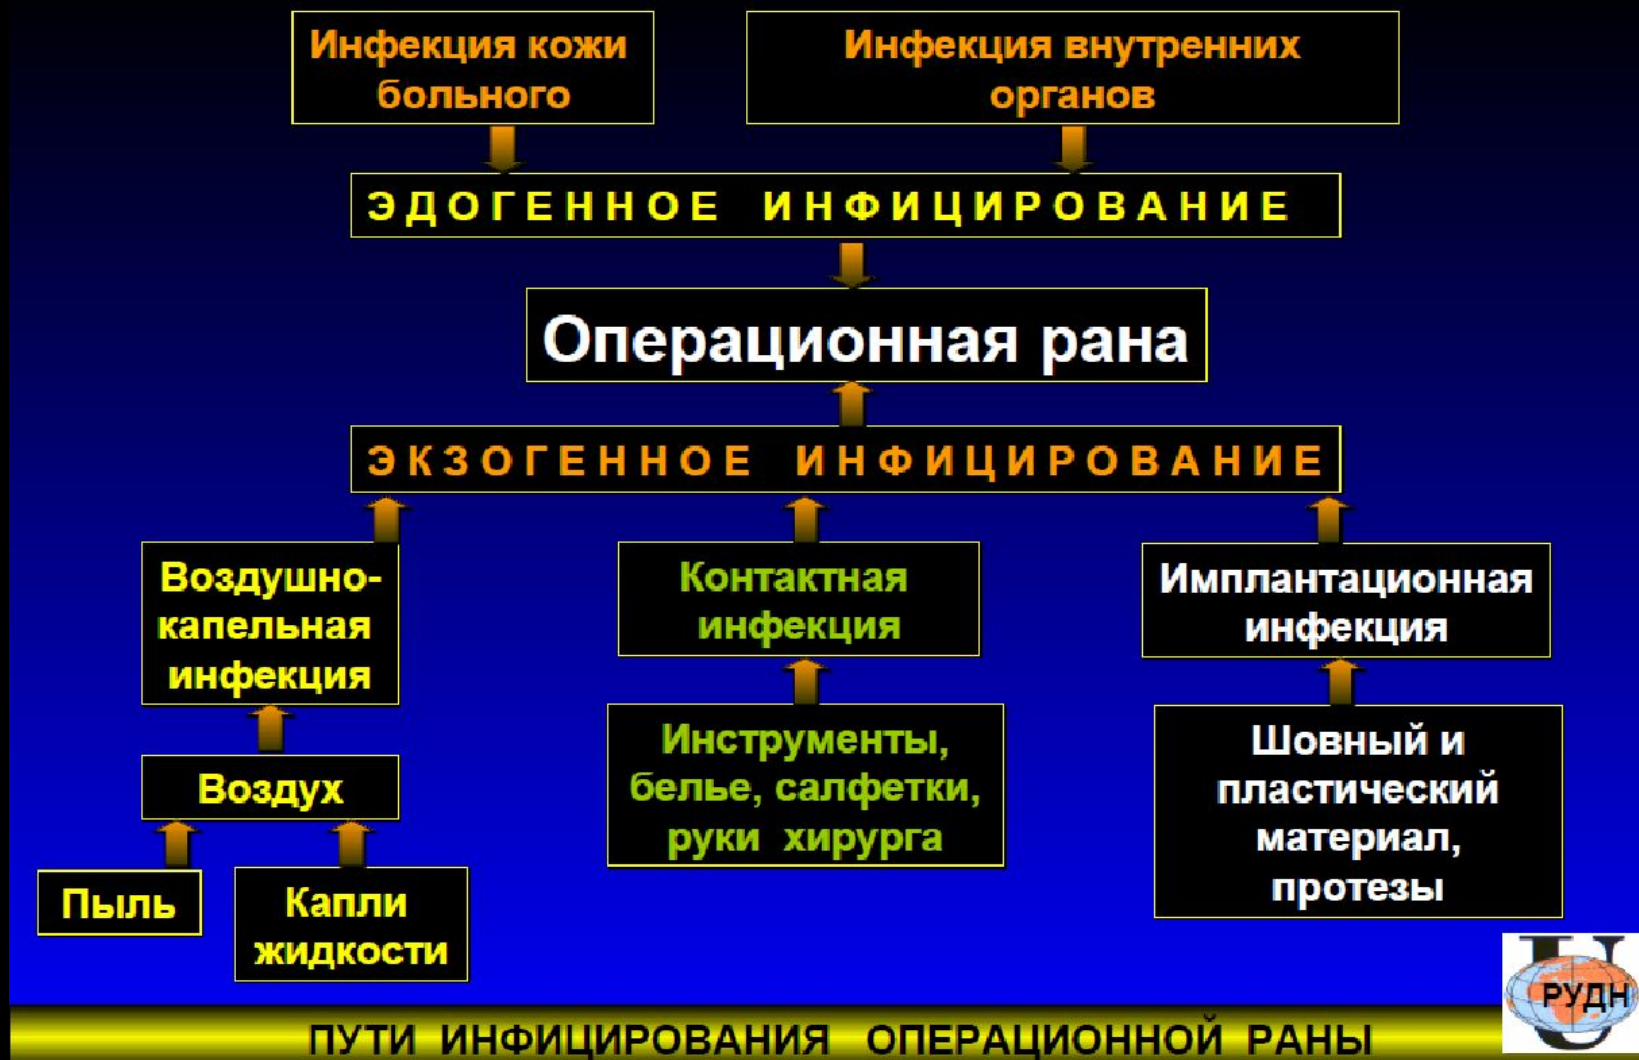 Инфекция кожи
больного
Инфекция внутренних
органов
ЭДОГЕННОЕ ИНФИЦИРОВАНИЕ
Операционная рана
ЭКЗОГЕННОЕ ИНФИЦИРОВАНИЕ
Воздушно-
капельная
инфекция
Контактная
инфекция
Имплантационная
инфекция
Воздух
Инструменты,
белье, салфетки,
руки хирурга
Шовный и
пластический
материал,
протезы
Пыль
Капли
жидкости
РУДН
ПУТИ ИНФИЦИРОВАНИЯ ОПЕРАЦИОННОЙ РАНЫ